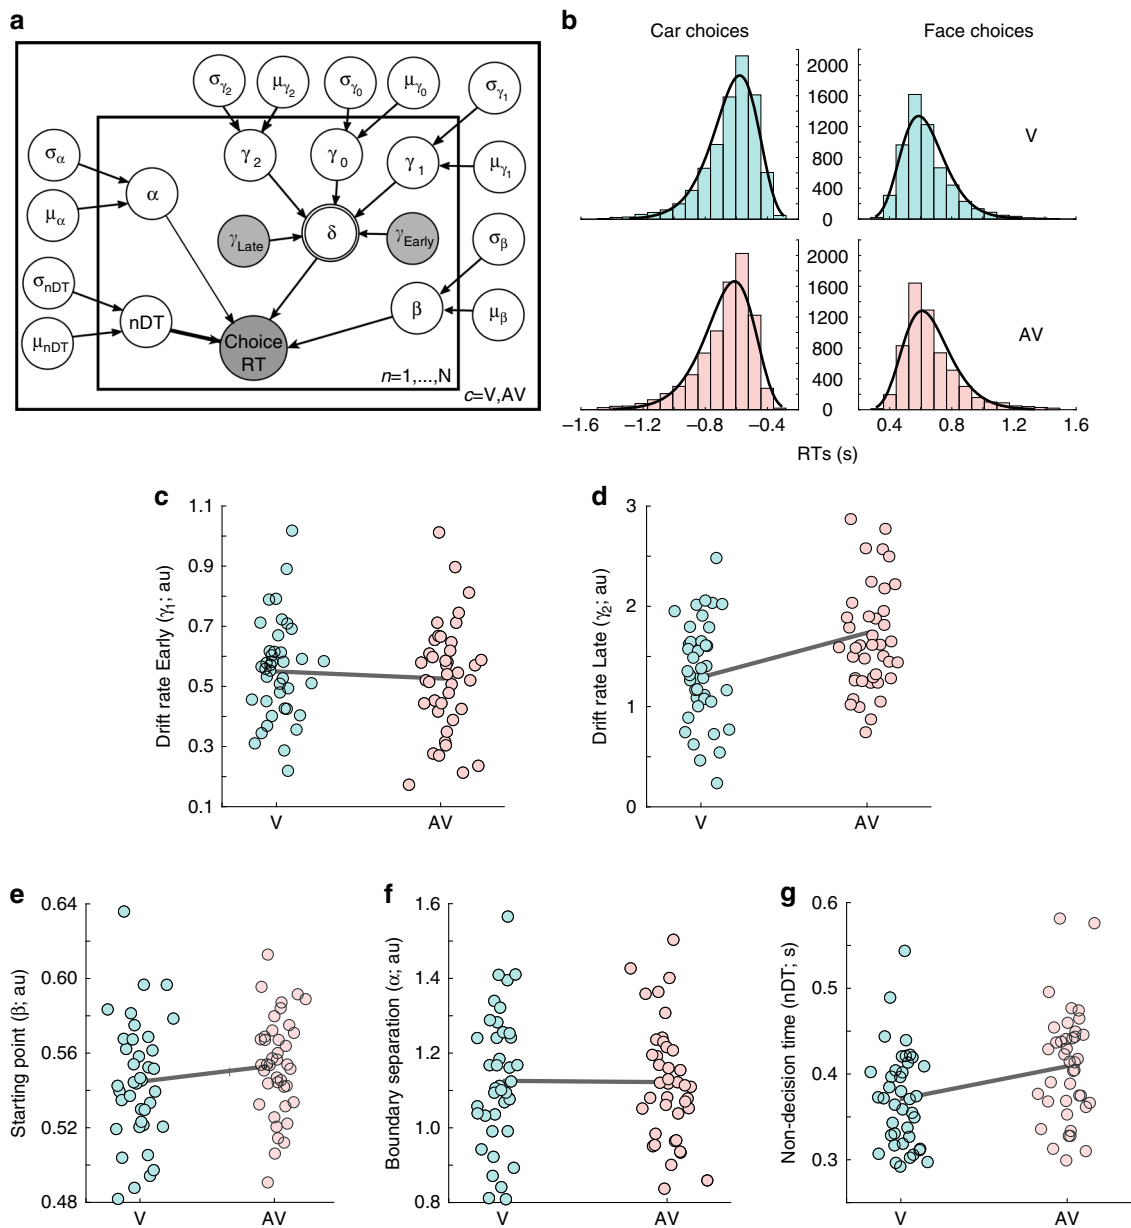 a
σγ2
μγ2
σγ0
μγ0
σγ1
σα
γ2
γ0
γ1
μγ1
α
μα
γLate
δ
γEarly
σβ
σnDT
nDT
β
μβ
μnDT
Choice
RT
n=1,...,N
c=V,AV
b
Car choices
Face choices
2000
1600
1200
800
400
0
V
2000
1600
1200
800
400
0
AV
−1.6 −1.2 −0.8 −0.4
0.4 0.8 1.2 1.6
RTs (s)
c
1.1
0.9
0.7
0.5
0.3
0.1
Drift rate Early (γ1; au)
V AV
d
3
2
1
0
Drift rate Late (γ2; au)
V AV
e
0.64
0.60
0.56
0.52
0.48
Starting point (β; au)
V AV
f
1.6
1.4
1.2
1.0
0.8
Boundary separation (α; au)
V AV
g
0.6
0.5
0.4
0.3
Non-decision time (nDT; s)
V AV